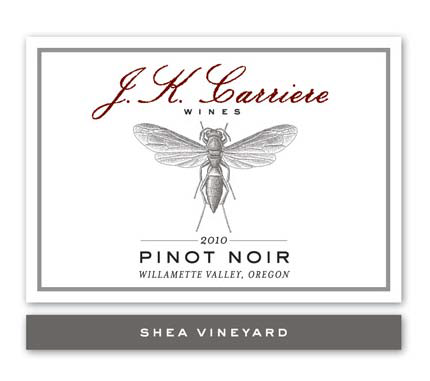 J. K. Carriere
WINES
2010
PINOT NOIR
WILLAMETTE VALLEY, OREGON
SHEA VINEYARD